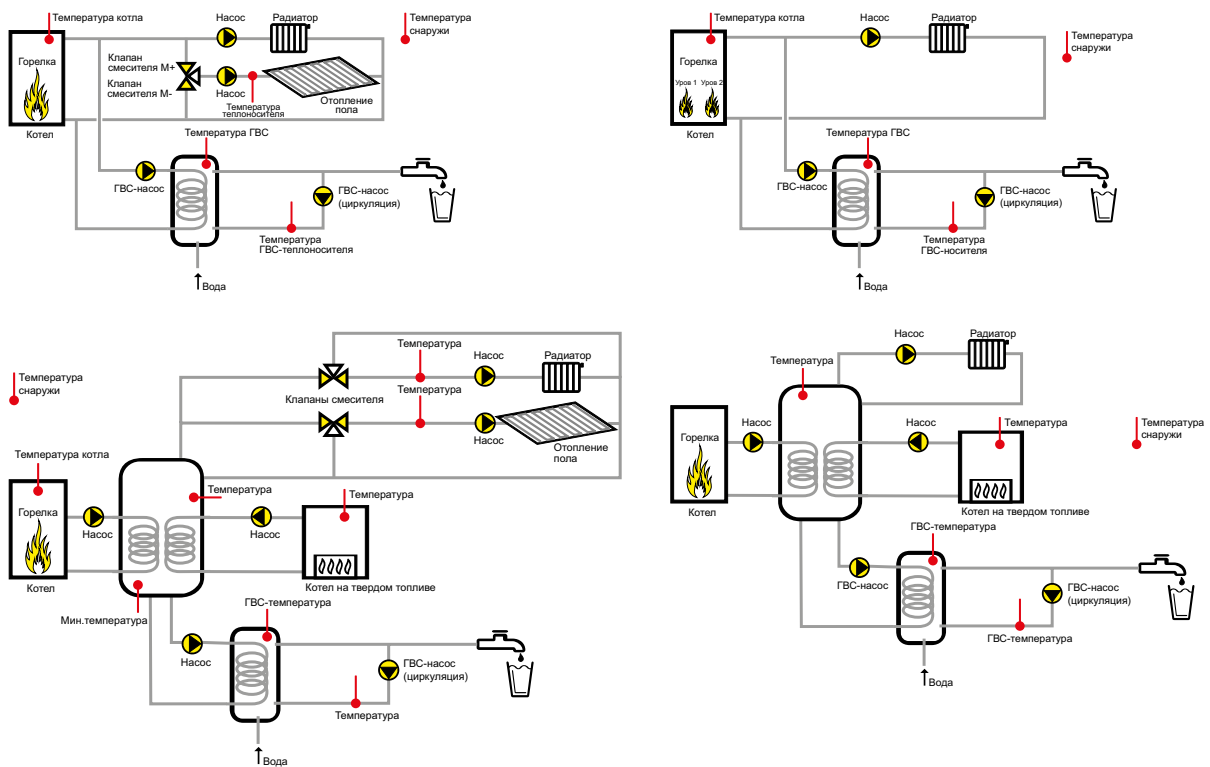 Температура котла
Насос
Радиатор
Температура
снаружи
Горелка
Клапан
смесителя М+
Клапан
смесителя М-
Насос
Температура
теплоносителя
Отопление
пола
Котел
Температура ГВС
ГВС-насос
ГВС-насос
(циркуляция)
Температура
ГВС-теплоносителя
Вода
Температура котла
Насос
Радиатор
Температура
снаружи
Горелка
Уров 1 Уров 2
Котел
Температура ГВС
ГВС-насос
ГВС-насос
(циркуляция)
Температура
ГВС-носителя
Вода
Температура
снаружи
Температура
Насос
Радиатор
Клапаны смесителя
Температура
Насос
Отопление
пола
Температура котла
Горелка
Котел
Насос
Температура
Насос
Температура
Котел на твердом топливе
Мин.температура
ГВС-температура
Насос
ГВС-насос
(циркуляция)
Температура
Вода
Насос
Радиатор
Температура
Горелка
Котел
Насос
Насос
Температура
Котел на твердом топливе
Температура
снаружи
ГВС-температура
ГВС-насос
ГВС-насос
(циркуляция)
ГВС-температура
Вода